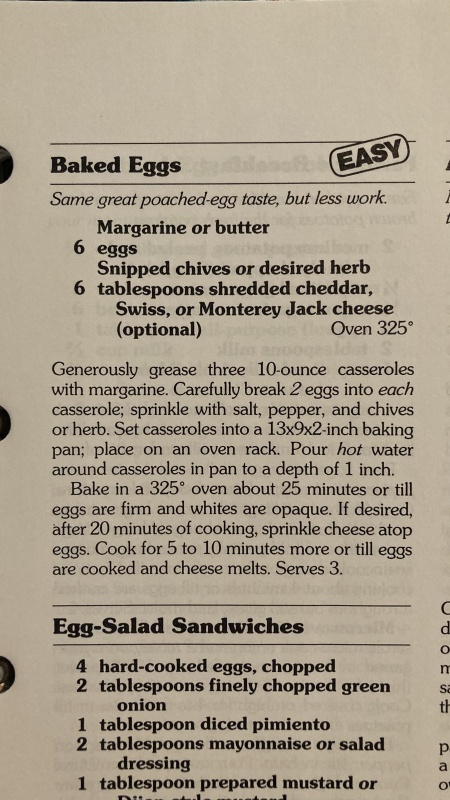 EASY
Baked Eggs
Same great poached-egg taste, but less work.
Margarine or butter
6 eggs
Snipped chives or desired herb
6 tablespoons shredded cheddar,
Swiss, or Monterey Jack cheese
(optional) Oven 325°
Generously grease three 10-ounce casseroles
with margarine. Carefully break 2 eggs into each
casserole; sprinkle with salt, pepper, and chives
or herb. Set casseroles into a 13x9x2-inch baking
pan; place on an oven rack. Pour hot water
around casseroles in pan to a depth of 1 inch.
Bake in a 325° oven about 25 minutes or till
eggs are firm and whites are opaque. If desired,
after 20 minutes of cooking, sprinkle cheese atop
eggs. Cook for 5 to 10 minutes more or till eggs
are cooked and cheese melts. Serves 3.
Egg-Salad Sandwiches
4 hard-cooked eggs, chopped
2 tablespoons finely chopped green
onion
1 tablespoon diced pimiento
2 tablespoons mayonnaise or salad
dressing
1 tablespoon prepared mustard or